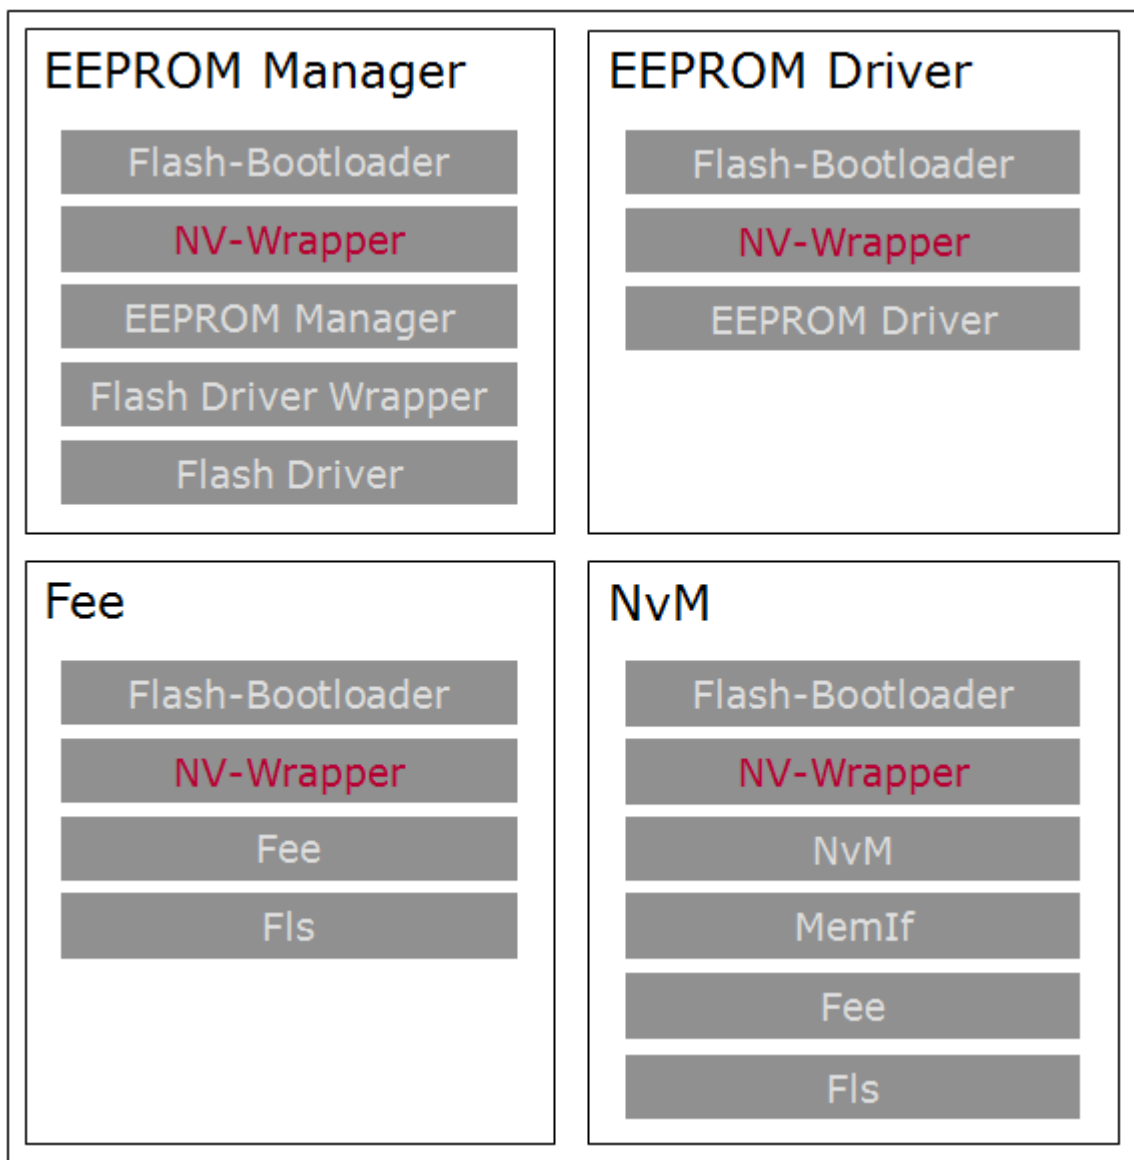 EEPROM Manager
Flash-Bootloader
NV-Wrapper
EEPROM Manager
Flash Driver Wrapper
Flash Driver
EEPROM Driver
Flash-Bootloader
NV-Wrapper
EEPROM Driver
Fee
Flash-Bootloader
NV-Wrapper
Fee
Fls
NvM
Flash-Bootloader
NV-Wrapper
NvM
MemIf
Fee
Fls